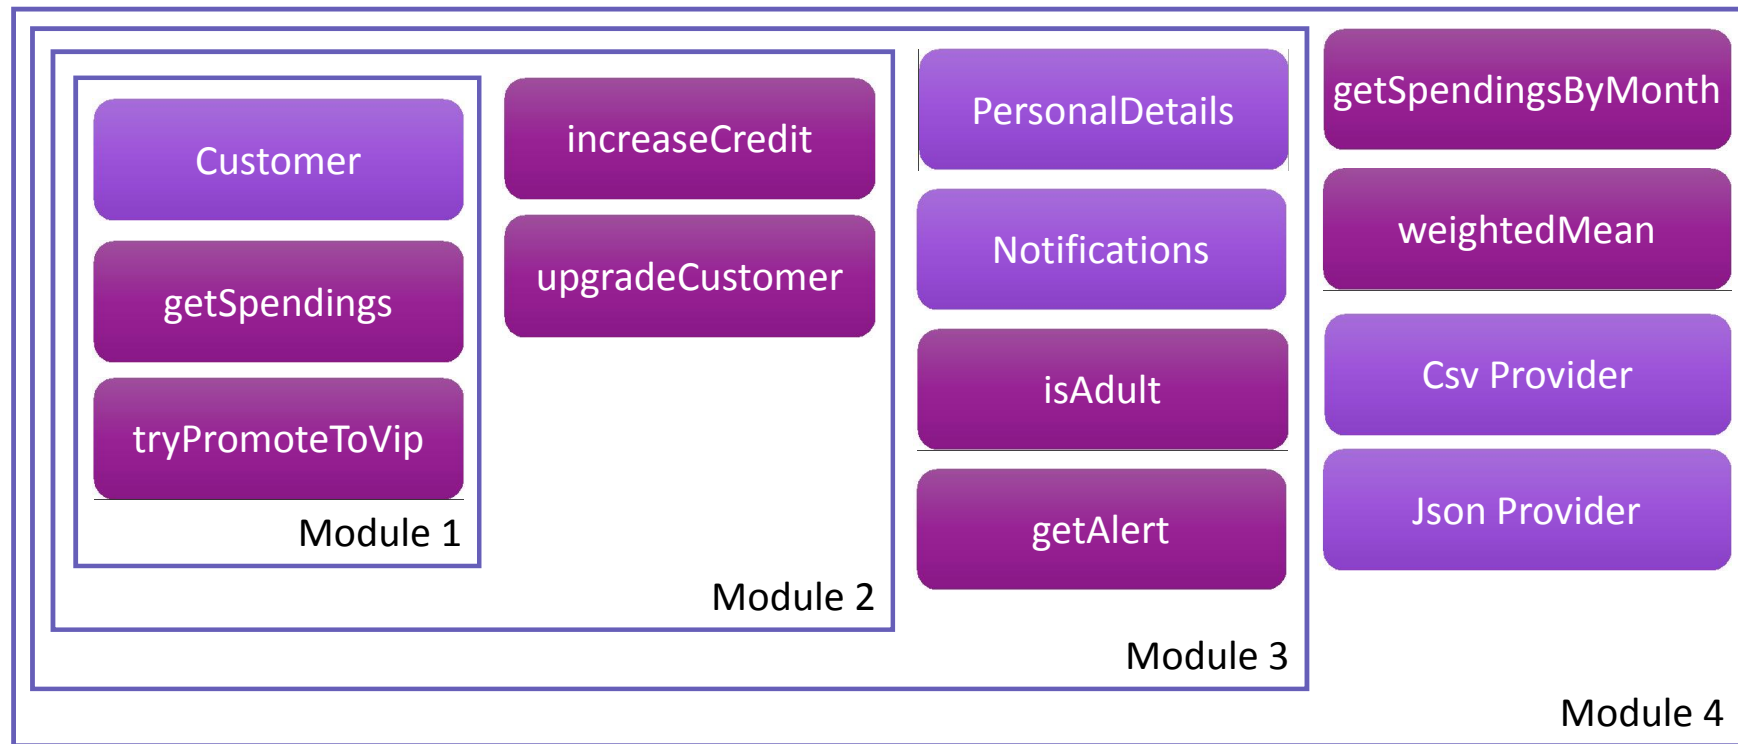 Customer
getSpendings
tryPromoteToVip
Module 1
increaseCredit
upgradeCustomer
Module 2
PersonalDetails
Notifications
isAdult
getAlert
Module 3
getSpendingsByMonth
weightedMean
Csv Provider
Json Provider
Module 4